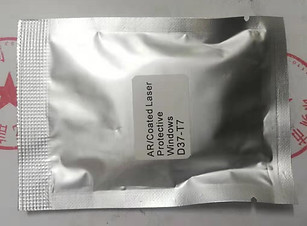 AR/Coated Laser
Protective
Windows
D37-T7